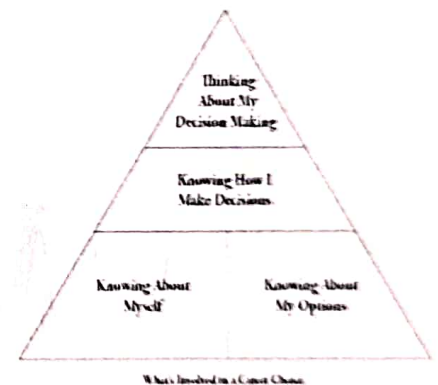 Thinking
About My
Decision Making
Knowing How I
Make Decisions
Knowing About
Myself
Knowing About
My Options
What's Involved in a Career Choice